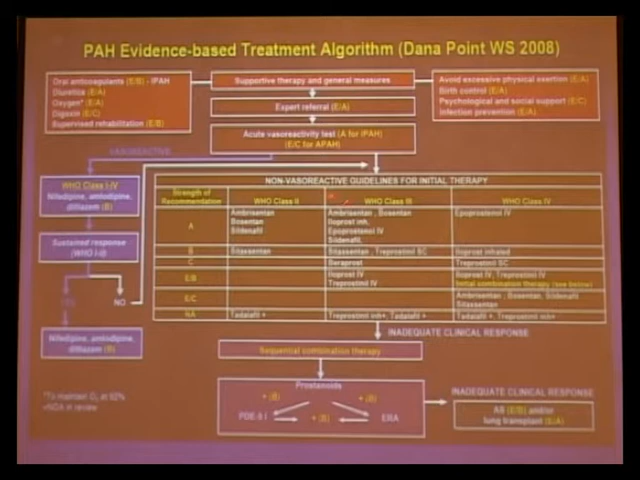 PAH Evidence-based Treatment Algorithm (Dana Point WS 2008)
Oral anticoagulants (E/B) - IPAH
Diuretics (E/A)
Oxygen* (E/A)
Digoxin (E/C)
Supervised rehabilitation (E/B)
Supportive therapy and general measures
Expert referral (E/A)
Avoid excessive physical exertion (E/A)
Birth control (E/A)
Psychological and social support (E/C)
Infection prevention (E/A)
Acute vasoreactivity test (A for IPAH)
(E/C for APAH)
VASOREACTIVE
WHO Class I-IV
Nifedipine, amlodipine,
diltiazem (B)
Sustained response
(WHO I-II)
YES
NO
Nifedipine, amlodipine,
diltiazem (B)
NON-VASOREACTIVE GUIDELINES FOR INITIAL THERAPY
Strength of
Recommendation
WHO Class II
WHO Class III
WHO Class IV
A
Ambrisentan
Bosentan
Sildenafil
Ambrisentan, Bosentan
Iloprost inh.
Epoprostenol IV
Sildenafil
Epoprostenol IV
B
Sitaxsentan
Sitaxsentan, Treprostinil SC
Iloprost inhaled
C
Beraprost
Treprostinil SC
E/B
Iloprost IV
Treprostinil IV
Iloprost IV, Treprostinil IV
Initial combination therapy (see below)
E/C
Ambrisentan, Bosentan, Sildenafil
Sitaxsentan
NA
Tadalafil +
Treprostinil inh+, Tadalafil +
Tadalafil +, Treprostinil inh+
INADEQUATE CLINICAL RESPONSE
Sequential combination therapy
Prostanoids
+ (B)
+ (B)
PDE-5 I
+ (B)
ERA
INADEQUATE CLINICAL RESPONSE
AS (E/B) and/or
lung transplant (E/A)
*To maintain O2 at 92%
+NDA in review